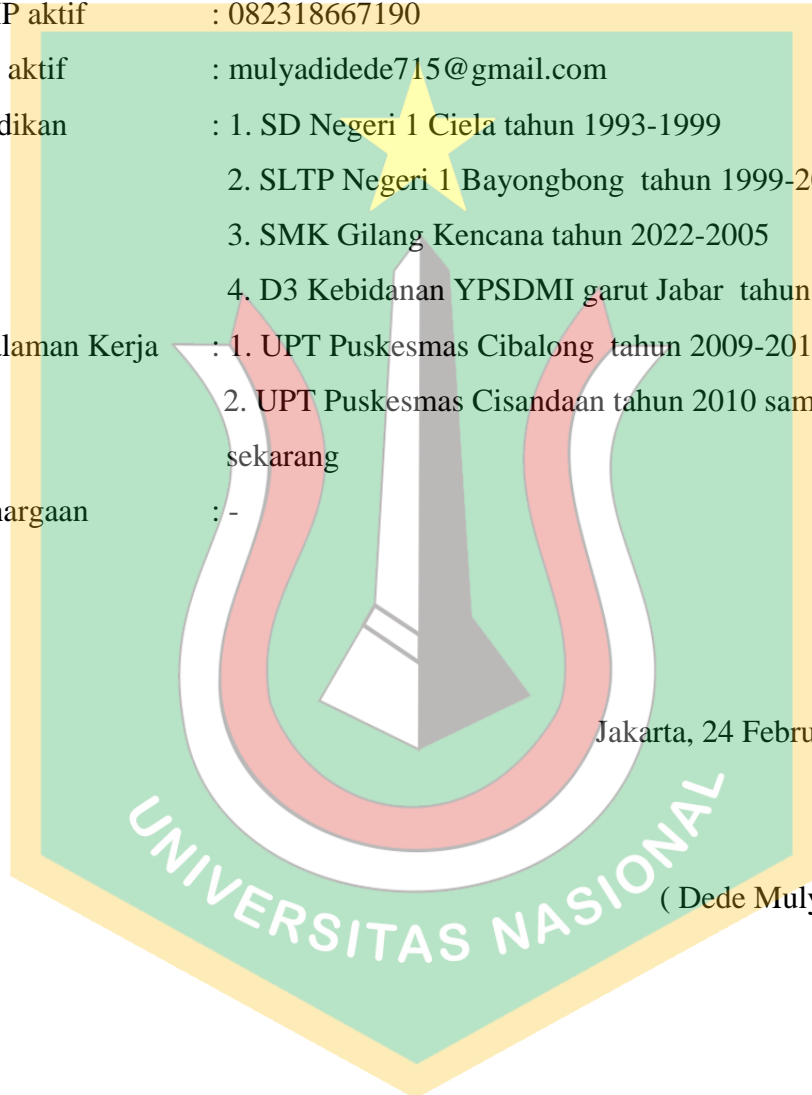 P aktif : 082318667190
aktif : mulyadidede715@gmail.com
dikan : 1. SD Negeri 1 Ciela tahun 1993-1999
2. SLTP Negeri 1 Bayongbong tahun 1999-2
3. SMK Gilang Kencana tahun 2022-2005
4. D3 Kebidanan YPSDMI garut Jabar tahun
alaman Kerja : 1. UPT Puskesmas Cibalong tahun 2009-201
2. UPT Puskesmas Cisandaan tahun 2010 sam
sekarang
hargaan : -
Jakarta, 24 Febru
( Dede Muly
UNIVERSITAS NASIONAL